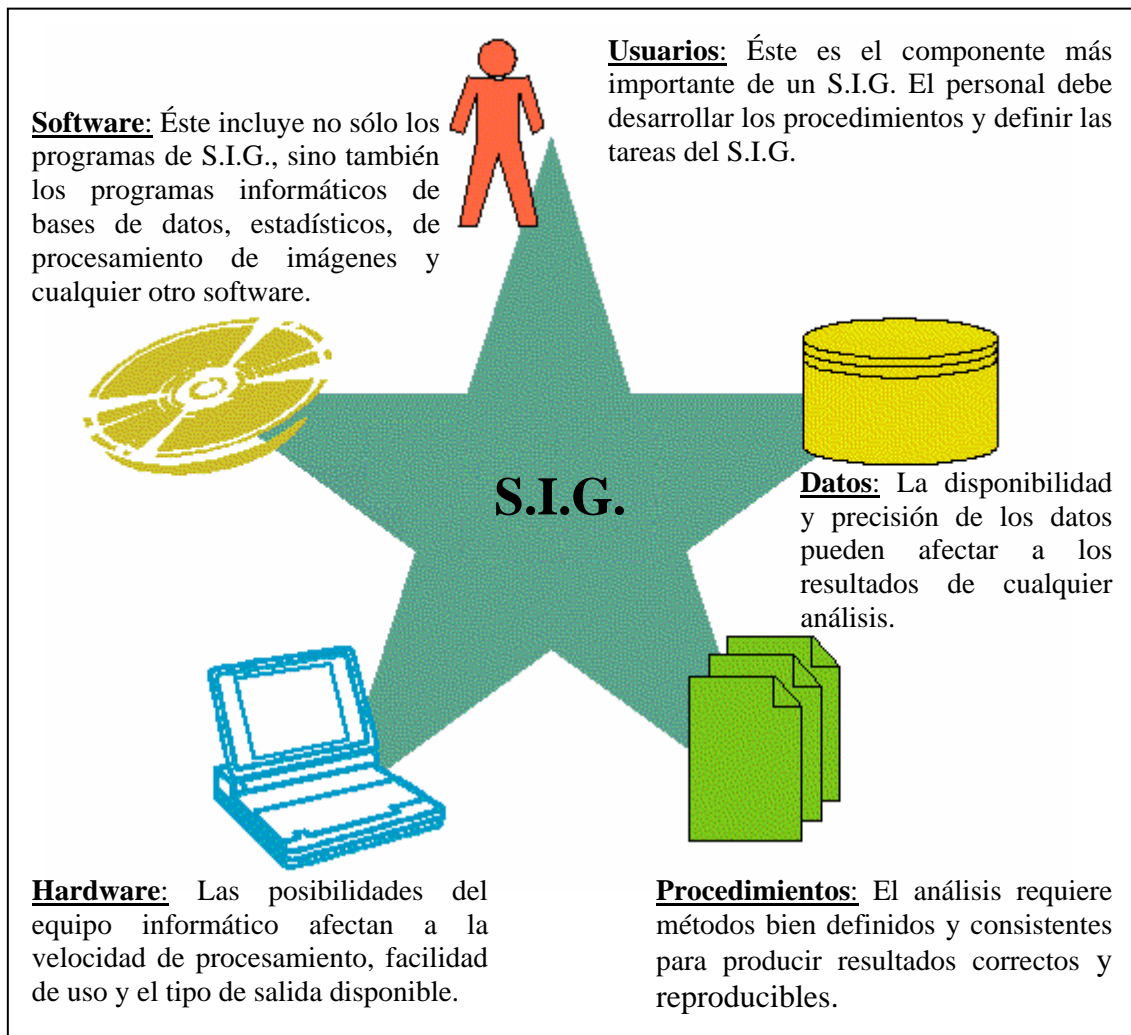 Usuarios: Éste es el componente más
importante de un S.I.G. El personal debe
desarrollar los procedimientos y definir las
tareas del S.I.G.
Software: Éste incluye no sólo los
programas de S.I.G., sino también
los programas informáticos de
bases de datos, estadísticos, de
procesamiento de imágenes y
cualquier otro software.
S.I.G.
Datos: La disponibilidad
y precisión de los datos
pueden afectar a los
resultados de cualquier
análisis.
Hardware: Las posibilidades del
equipo informático afectan a la
velocidad de procesamiento, facilidad
de uso y el tipo de salida disponible.
Procedimientos: El análisis requiere
métodos bien definidos y consistentes
para producir resultados correctos y
reproducibles.